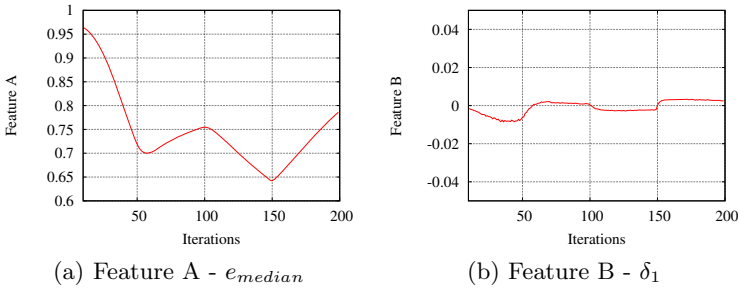 1
0.95
0.9
0.85
0.8
0.75
0.7
0.65
0.6
Feature A
50 100 150 200
Iterations
(a) Feature A - e_median
0.04
0.02
0
-0.02
-0.04
Feature B
50 100 150 200
Iterations
(b) Feature B - δ_1